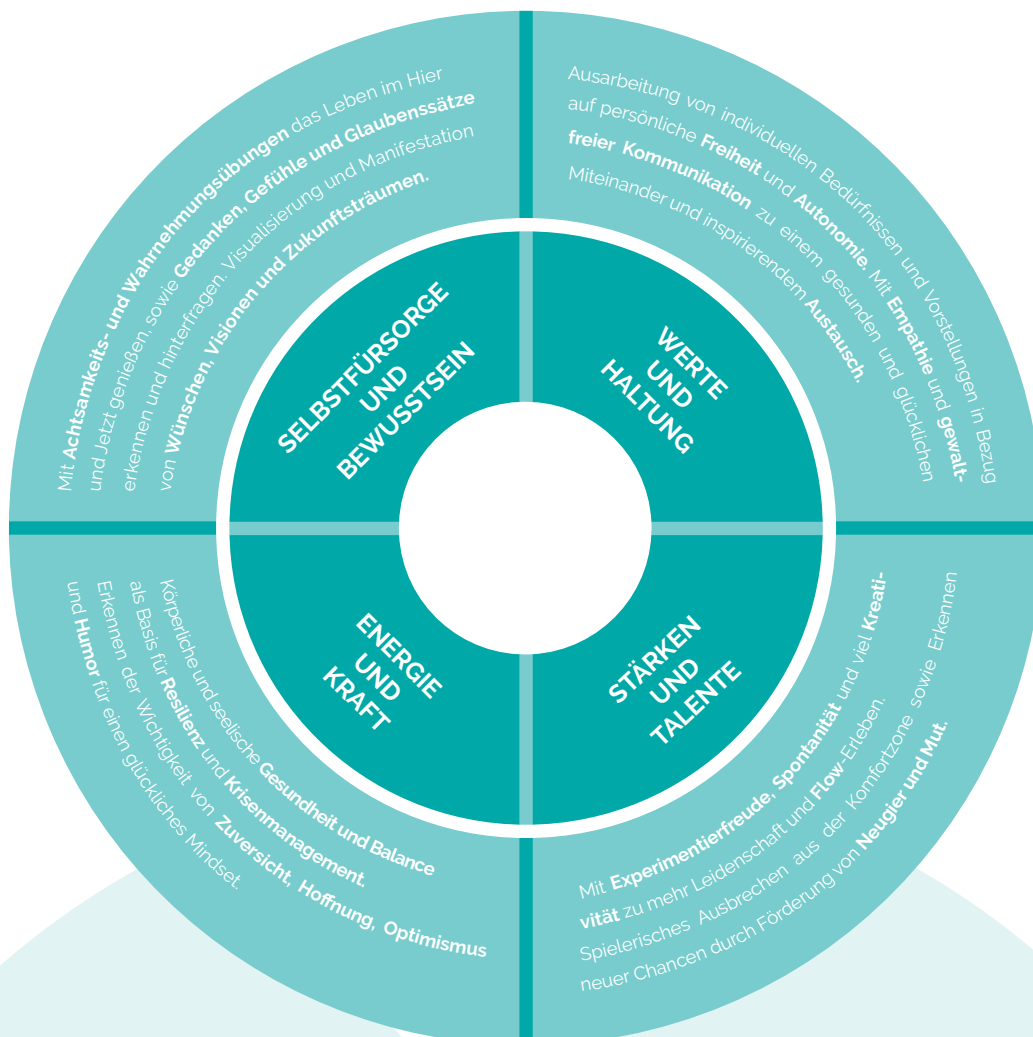 Mit Achtsamkeits- und Wahrnehmungsübungen das Leben im Hier
und Jetzt genießen, sowie Gedanken, Gefühle und Glaubenssätze
erkennen und hinterfragen. Visualisierung und Manifestation
von Wünschen, Visionen und Zukunftsträumen.
SELBSTFÜRSORGE
UND
BEWUSSTSEIN
Ausarbeitung von individuellen Bedürfnissen und Vorstellungen in Bezug
auf persönliche Freiheit und Autonomie. Mit Empathie und gewalt-
freier Kommunikation zu einem gesunden und glücklichen
Miteinander und inspirierendem Austausch.
WERTE
UND
HALTUNG
ENERGIE
UND
KRAFT
Körperliche und seelische Gesundheit und Balance
als Basis für Resilienz und Krisenmanagement.
Erkennen der Wichtigkeit von Zuversicht, Hoffnung, Optimismus
und Humor für einen glückliches Mindset.
STÄRKEN
UND
TALENTE
Mit Experimentierfreude, Spontanität und viel Kreati-
vität zu mehr Leidenschaft und Flow-Erleben.
Spielerisches Ausbrechen aus der Komfortzone sowie Erkennen
neuer Chancen durch Förderung von Neugier und Mut.